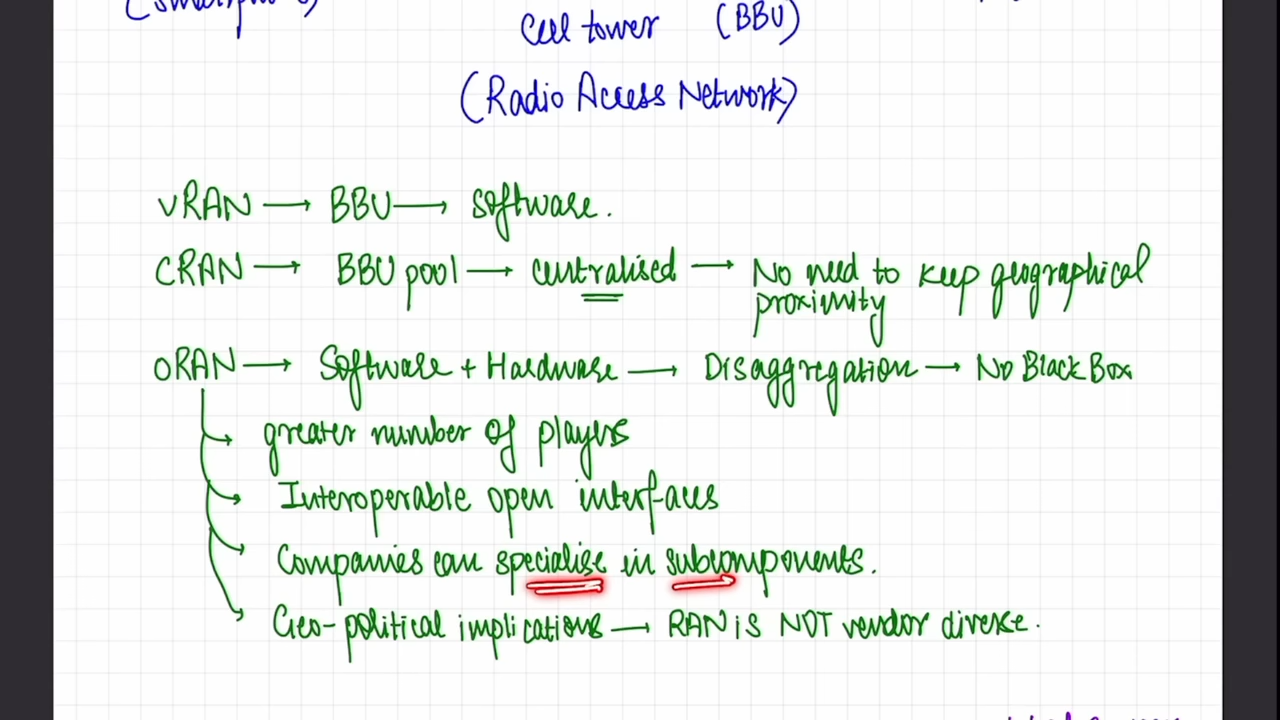 Cell tower (BBU)
(Radio Access Network)
vRAN → BBU → software.
CRAN → BBU pool → centralised → No need to keep geographical proximity
ORAN → Software + Hardware → Disaggregation → No Black Box
greater number of players
Interoperable open interfaces
Companies can specialise in subcomponents.
Geo-political implications → RAN is NOT vendor diverse.